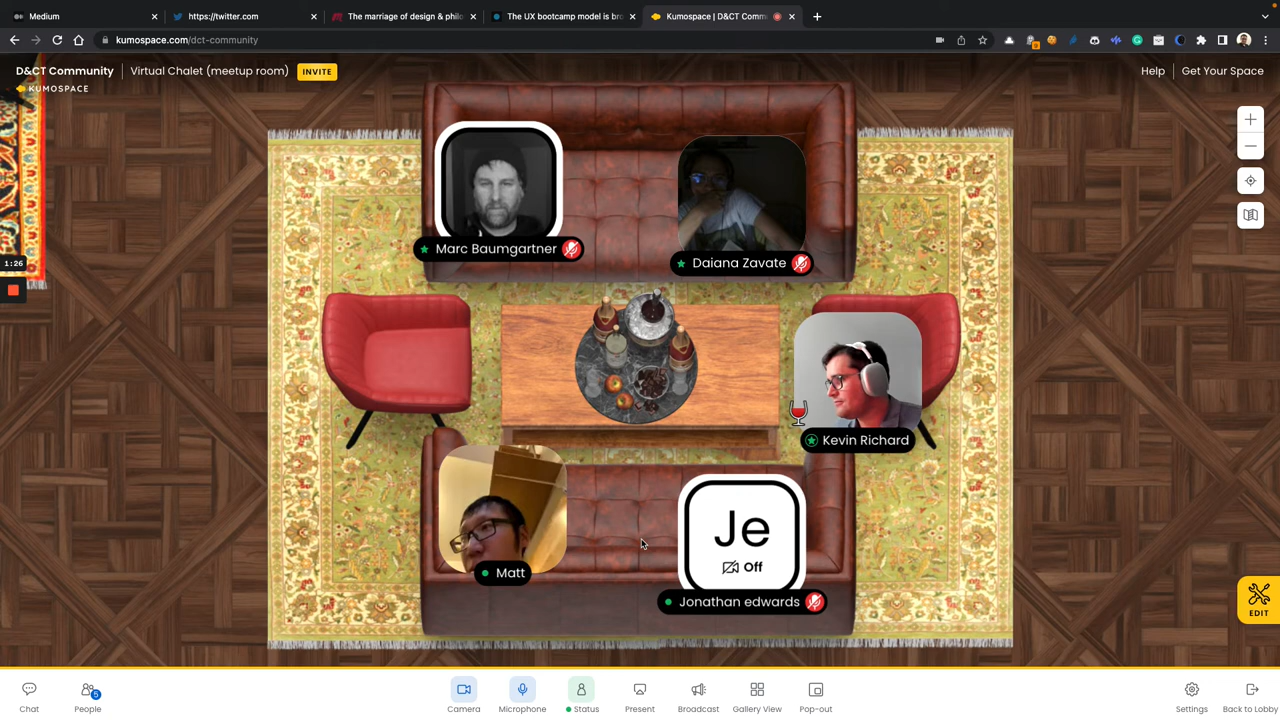 Medium
https://twitter.com
The marriage of design & philo
The UX bootcamp model is bro
Kumospace | D&CT Comm
kumospace.com/dct-community
D&CT Community
Virtual Chalet (meetup room)
INVITE
KUMOSPACE
Help
Get Your Space
Marc Baumgartner
Daiana Zavate
1:26
Kevin Richard
Je
Off
Matt
Jonathan edwards
EDIT
Chat
5
People
Camera
Microphone
Status
Present
Broadcast
Gallery View
Pop-out
Settings
Back to Lobby